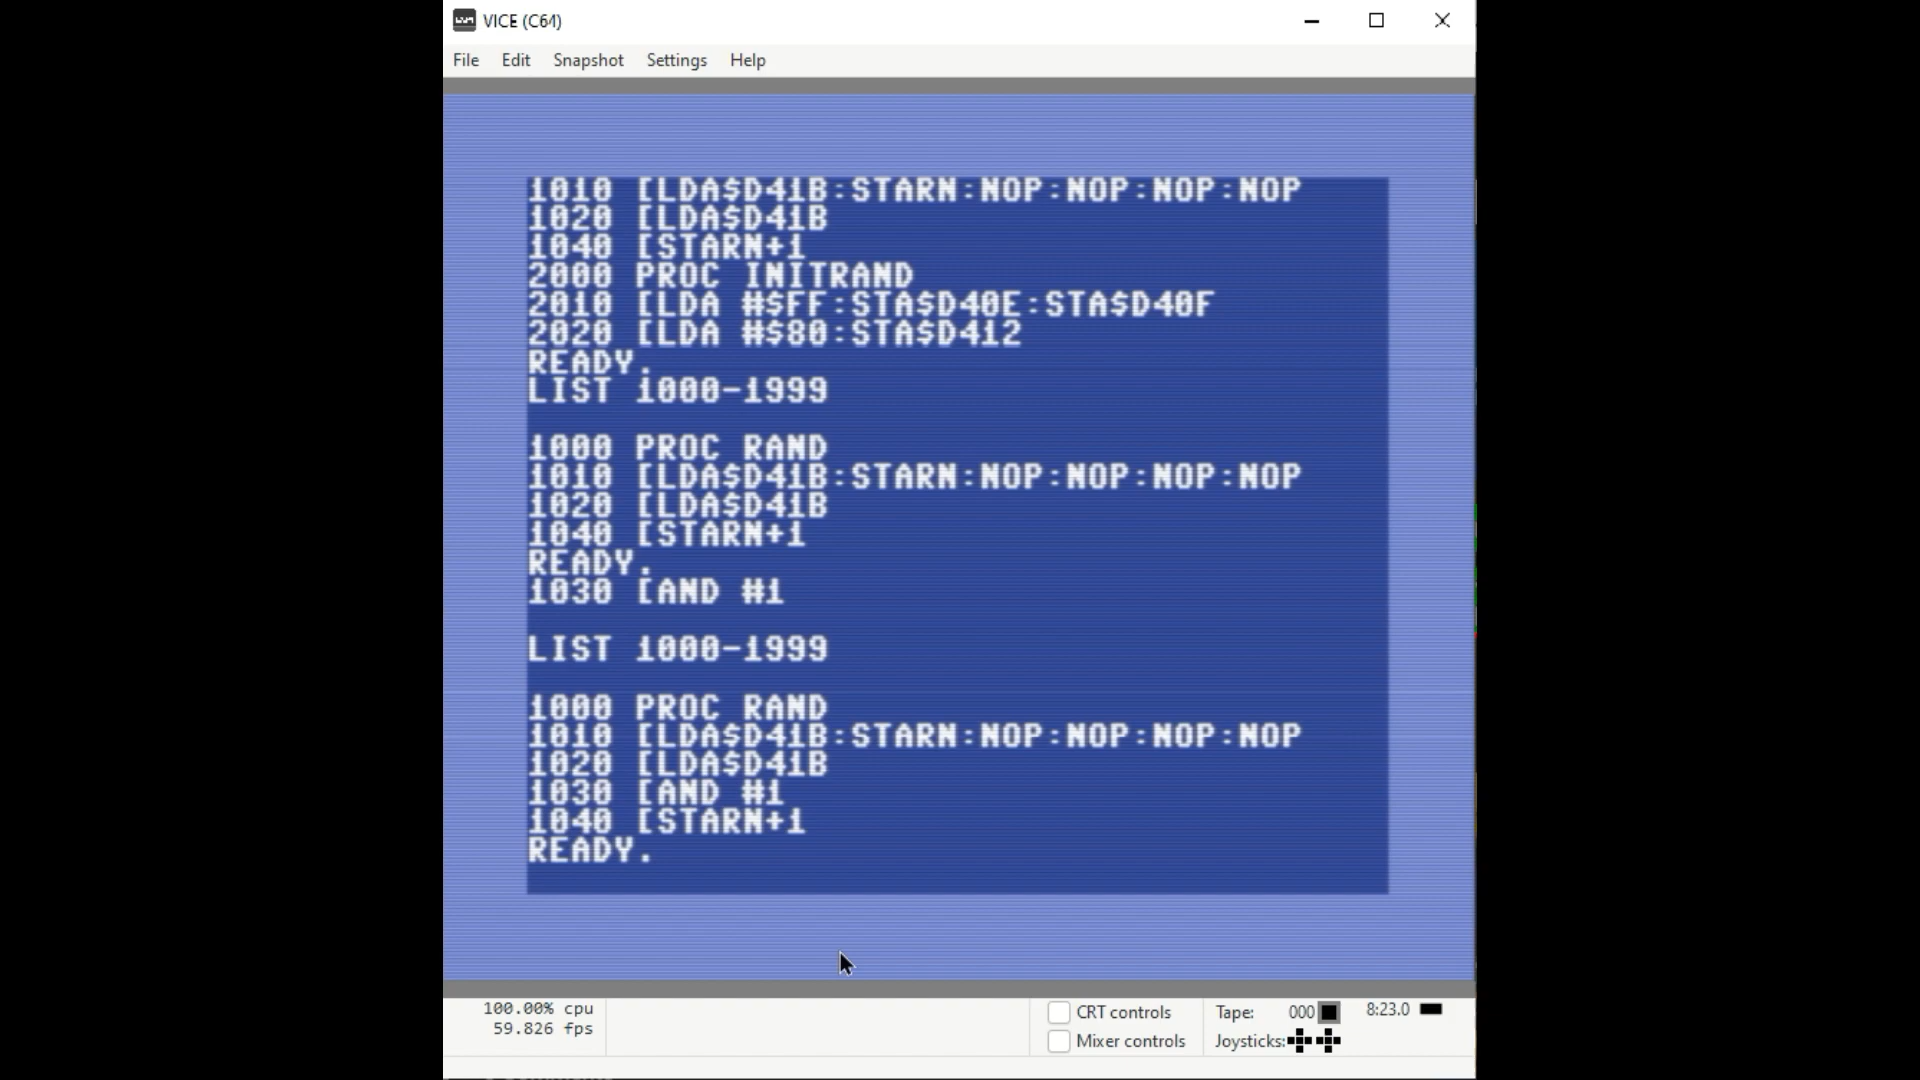 VICE (C64)
File Edit Snapshot Settings Help
1010 [LDA$D41B:STARN:NOP:NOP:NOP:NOP
1020 [LDA$D41B
1040 [STARN+1
2000 PROC INITRAND
2010 [LDA #$FF:STA$D40E:STA$D40F
2020 [LDA #$80:STA$D412
READY.
LIST 1000-1999
1000 PROC RAND
1010 [LDA$D41B:STARN:NOP:NOP:NOP:NOP
1020 [LDA$D41B
1040 [STARN+1
READY.
1030 [AND #1
LIST 1000-1999
1000 PROC RAND
1010 [LDA$D41B:STARN:NOP:NOP:NOP:NOP
1020 [LDA$D41B
1030 [AND #1
1040 [STARN+1
READY.
100.00% cpu
59.826 fps
CRT controls
Mixer controls
Tape: 000
Joysticks:
8:23.0